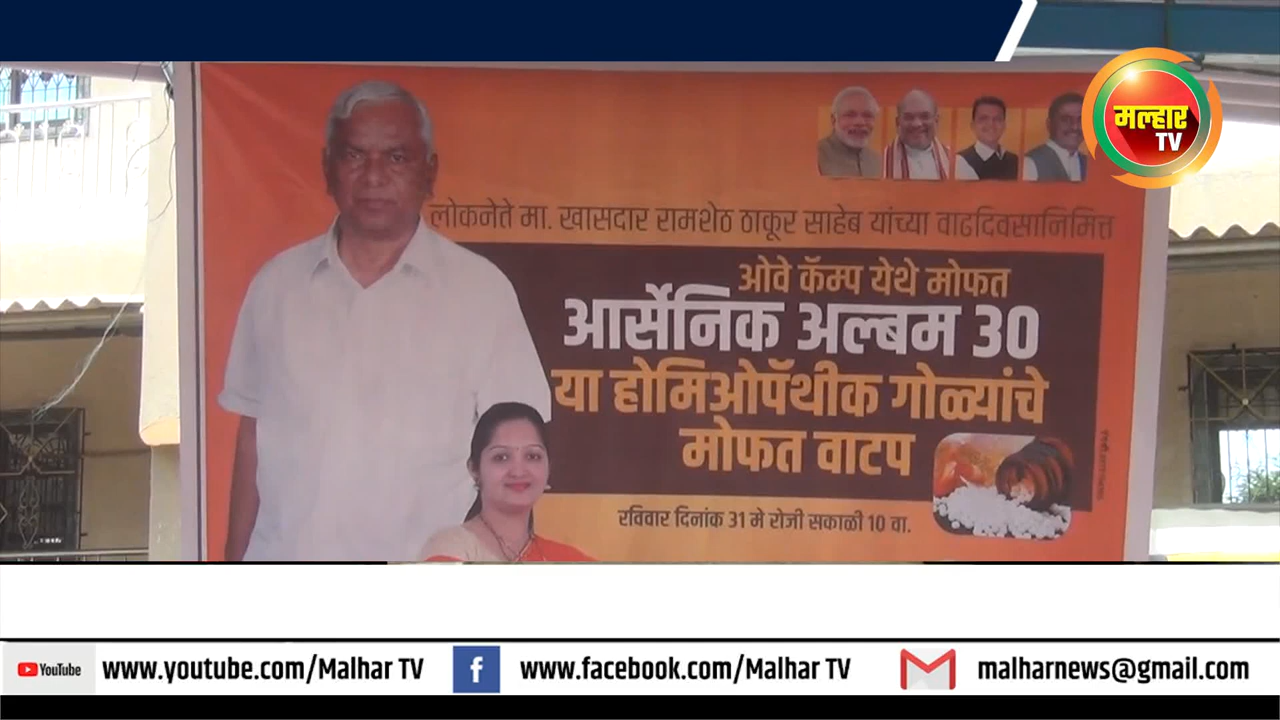 मल्हार
TV
लोकनेते मा. खासदार रामशेठ ठाकूर साहेब यांच्या वाढदिवसानिमित्त
ओवे कॅम्प येथे मोफत
आर्सेनिक अल्बम 30
या होमिओपॅथीक गोळ्यांचे
मोफत वाटप
रविवार दिनांक 31 मे रोजी सकाळी 10 वा.
YouTube
www.youtube.com/Malhar TV
www.facebook.com/Malhar TV
malharnews@gmail.com